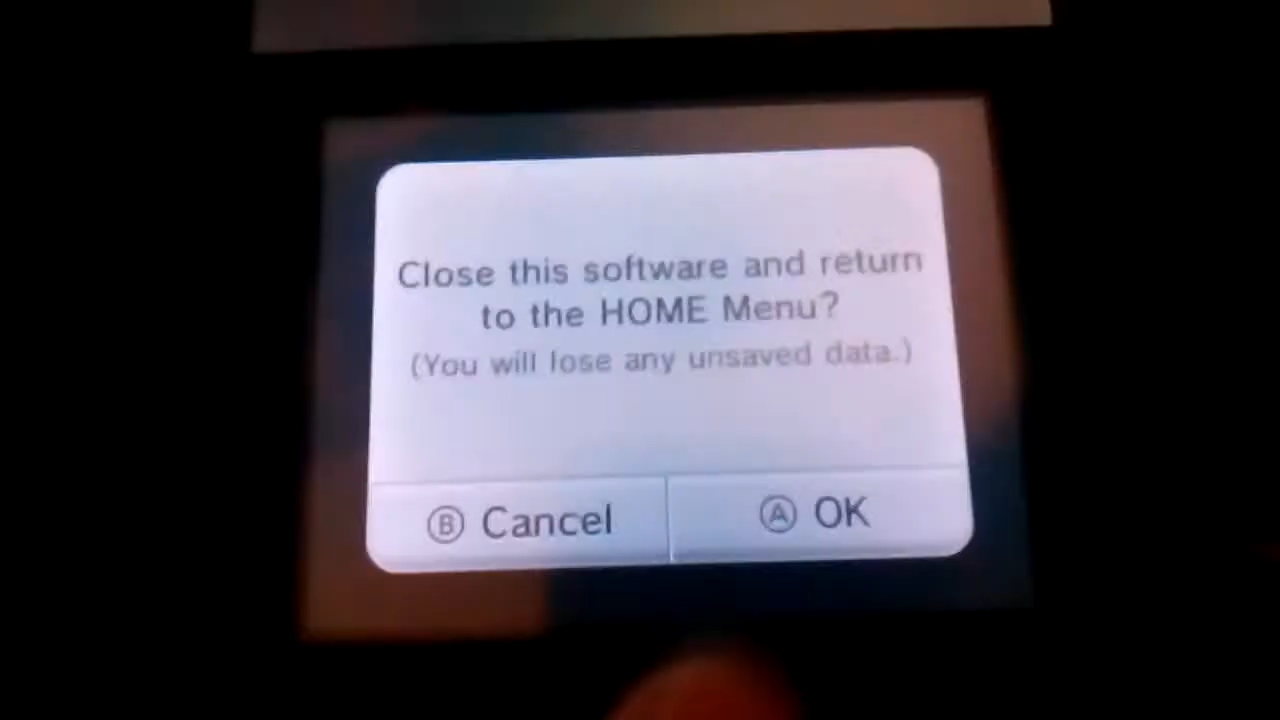 Close this software and return
to the HOME Menu?
(You will lose any unsaved data.)
Ⓑ Cancel
Ⓐ OK